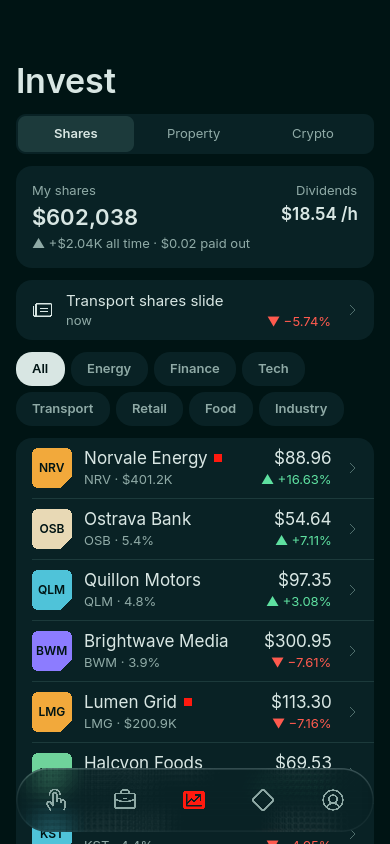 Invest
Shares Property Crypto
My shares Dividends
$602,038 $18.54 /h
▲ +$2.04K all time · $0.02 paid out
Transport shares slide
now ▼ −5.74%
All Energy Finance Tech
Transport Retail Food Industry
NRV Norvale Energy $88.96
NRV · $401.2K ▲ +16.63%
OSB Ostrava Bank $54.64
OSB · 5.4% ▲ +7.11%
QLM Quillon Motors $97.35
QLM · 4.8% ▲ +3.08%
BWM Brightwave Media $300.95
BWM · 3.9% ▼ −7.61%
LMG Lumen Grid $113.30
LMG · $200.9K ▼ −7.16%
Halcyon Foods $69.53
KST